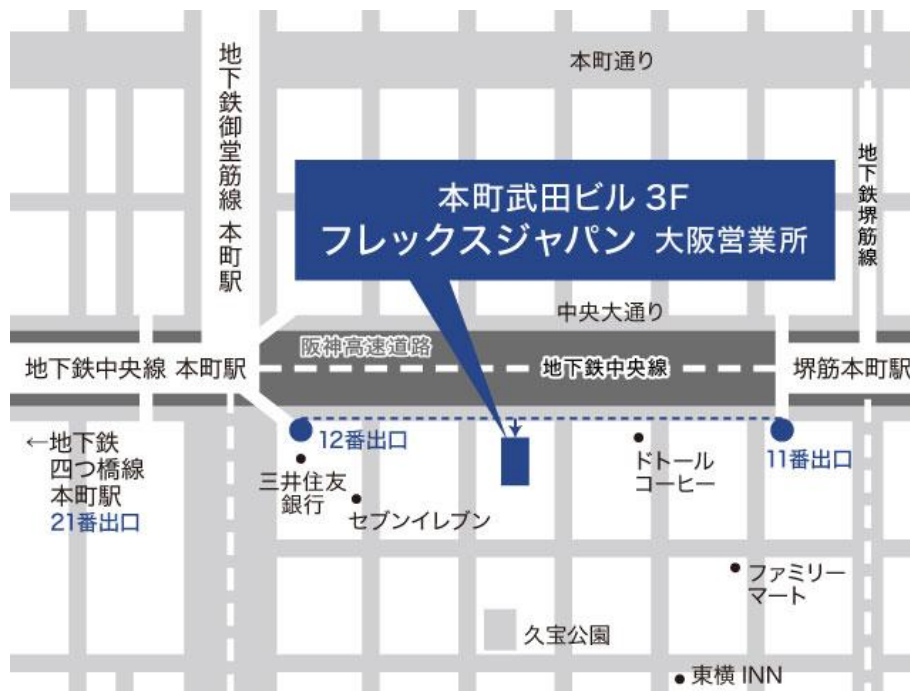 本町通り
地下鉄御堂筋線 本町駅
地下鉄堺筋線
本町武田ビル 3F
フレックスジャパン 大阪営業所
中央大通り
阪神高速道路
地下鉄中央線 本町駅
地下鉄中央線
堺筋本町駅
←地下鉄
四つ橋線
本町駅
21番出口
12番出口
三井住友
銀行
セブンイレブン
ドトール
コーヒー
11番出口
ファミリー
マート
久宝公園
東横 INN